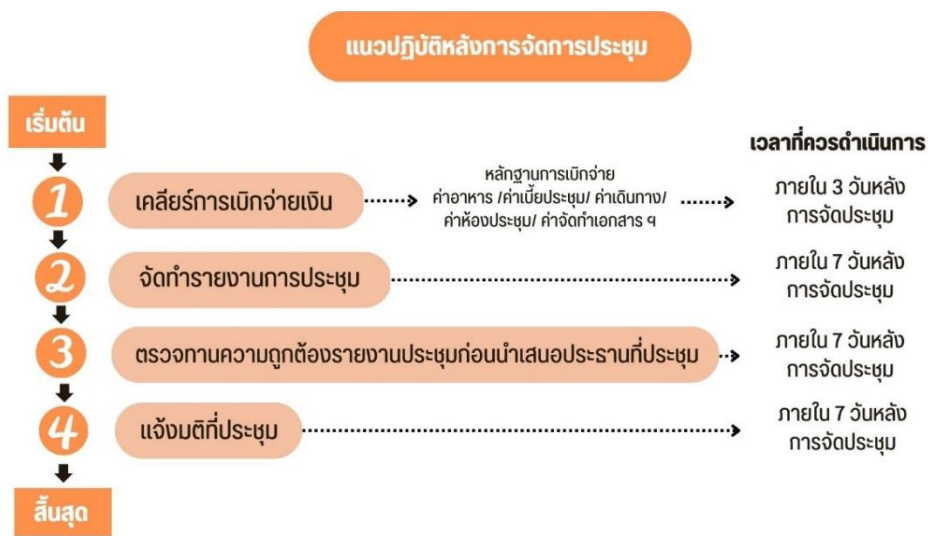 แนวปฏิบัติหลังการจัดการประชุม
เริ่มต้น
เวลาที่ควรดำเนินการ
1
เคลียร์การเบิกจ่ายเงิน
หลักฐานการเบิกจ่าย
ค่าอาหาร /ค่าเบี้ยประชุม/ ค่าเดินทาง/
ค่าห้องประชุม/ ค่าจัดทำเอกสาร ฯ
ภายใน 3 วันหลัง
การจัดประชุม
2
จัดทำรายงานการประชุม
ภายใน 7 วันหลัง
การจัดประชุม
3
ตรวจทานความถูกต้องรายงานประชุมก่อนนำเสนอประธานที่ประชุม
ภายใน 7 วันหลัง
การจัดประชุม
4
แจ้งมติที่ประชุม
ภายใน 7 วันหลัง
การจัดประชุม
สิ้นสุด